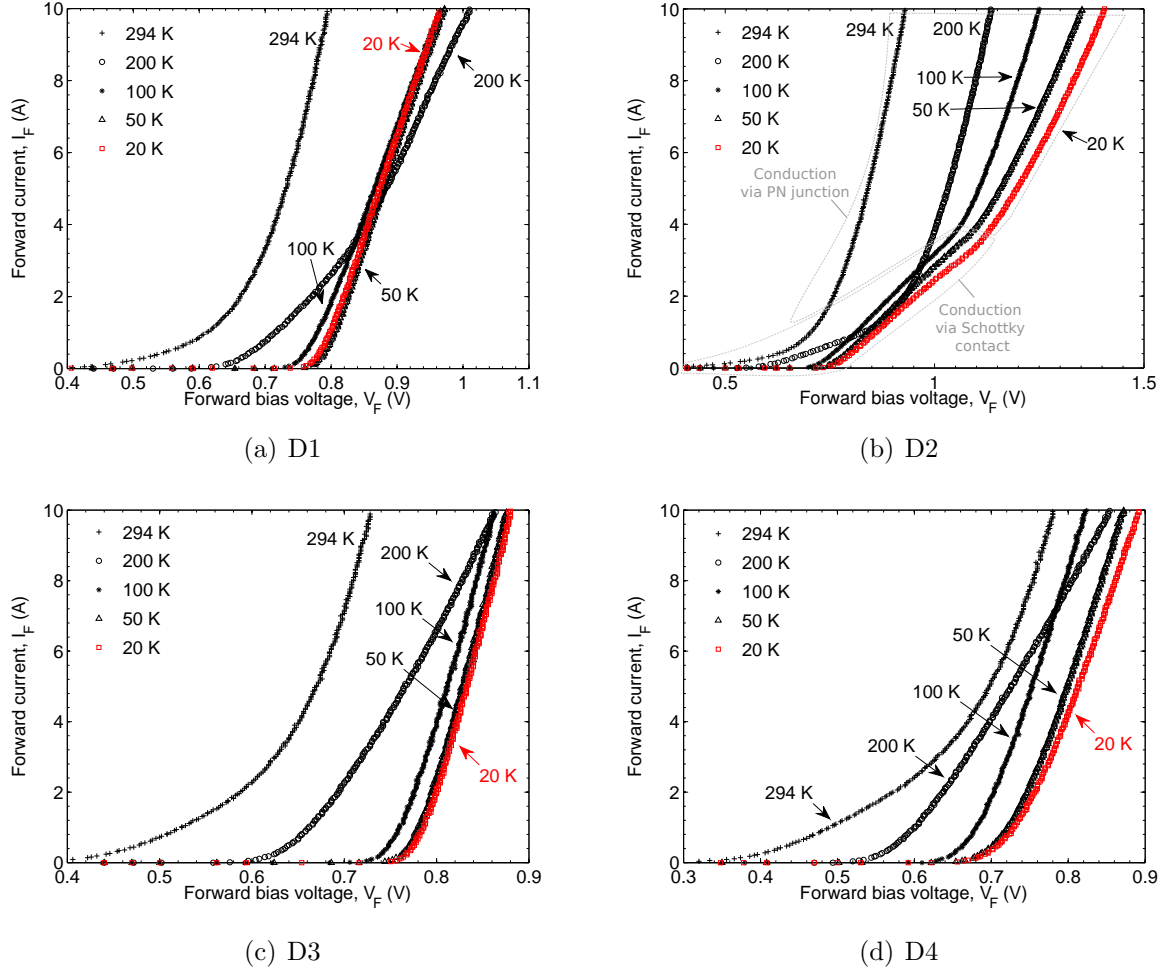 Forward current, I_F (A)
10
8
6
4
2
0
294 K
200 K
100 K
50 K
20 K
294 K
20 K
200 K
100 K
50 K
0.4 0.5 0.6 0.7 0.8 0.9 1 1.1
Forward bias voltage, V_F (V)
(a) D1
Forward current, I_F (A)
10
8
6
4
2
0
294 K
200 K
100 K
50 K
20 K
294 K
200 K
100 K
50 K
20 K
Conduction
via PN junction
Conduction
via Schottky
contact
0.5 1 1.5
Forward bias voltage, V_F (V)
(b) D2
Forward current, I_F (A)
10
8
6
4
2
0
294 K
200 K
100 K
50 K
20 K
294 K
200 K
100 K
50 K
20 K
0.4 0.5 0.6 0.7 0.8 0.9
Forward bias voltage, V_F (V)
(c) D3
Forward current, I_F (A)
10
8
6
4
2
0
294 K
200 K
100 K
50 K
20 K
50 K
100 K
200 K
20 K
294 K
0.3 0.4 0.5 0.6 0.7 0.8 0.9
Forward bias voltage, V_F (V)
(d) D4